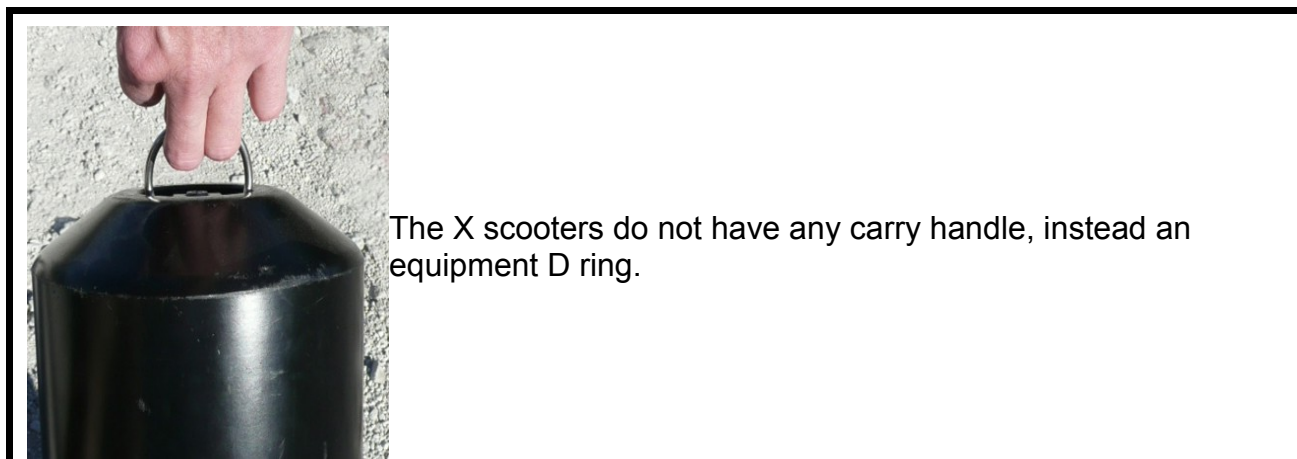 The X scooters do not have any carry handle, instead an
equipment D ring.